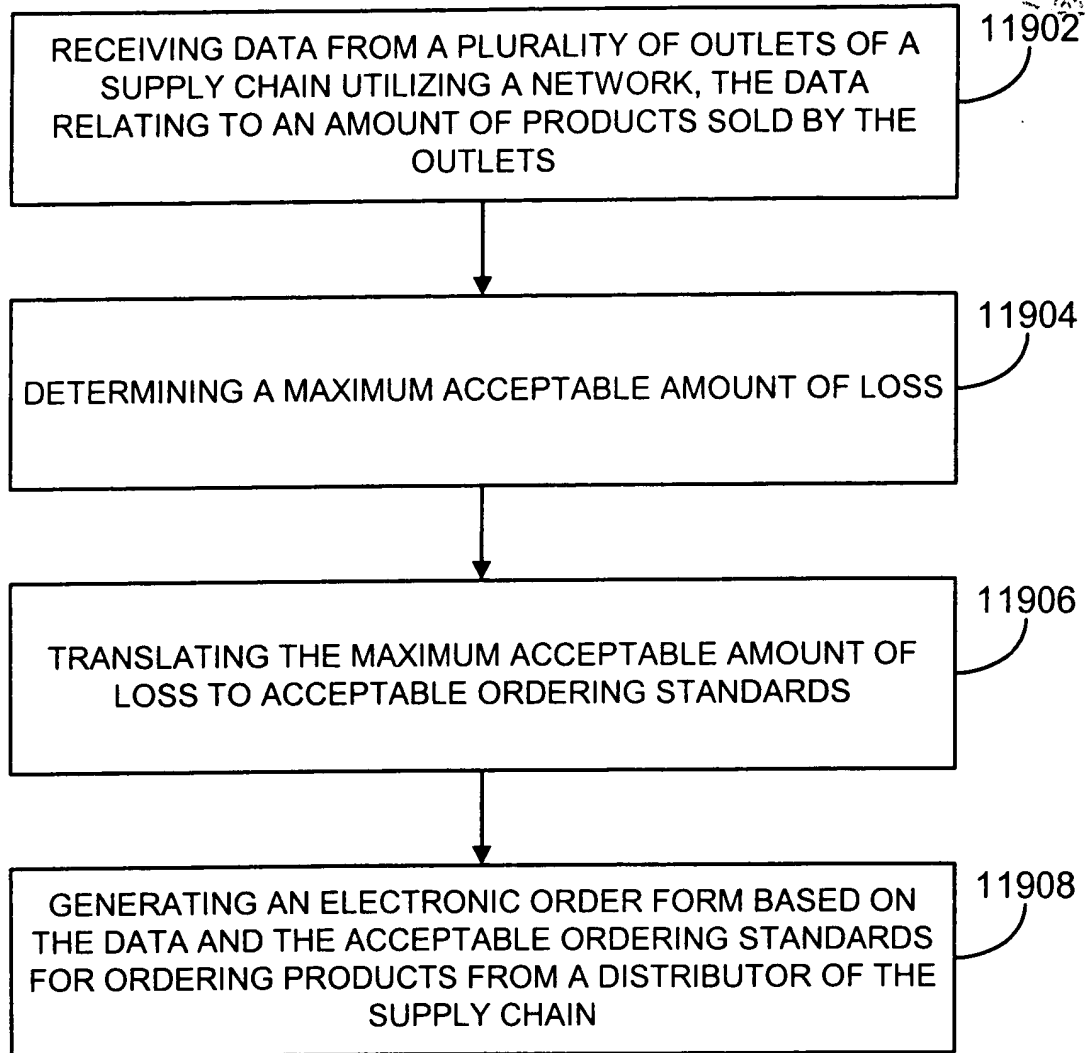 11902
RECEIVING DATA FROM A PLURALITY OF OUTLETS OF A
SUPPLY CHAIN UTILIZING A NETWORK, THE DATA
RELATING TO AN AMOUNT OF PRODUCTS SOLD BY THE
OUTLETS
11904
DETERMINING A MAXIMUM ACCEPTABLE AMOUNT OF LOSS
11906
TRANSLATING THE MAXIMUM ACCEPTABLE AMOUNT OF
LOSS TO ACCEPTABLE ORDERING STANDARDS
11908
GENERATING AN ELECTRONIC ORDER FORM BASED ON
THE DATA AND THE ACCEPTABLE ORDERING STANDARDS
FOR ORDERING PRODUCTS FROM A DISTRIBUTOR OF THE
SUPPLY CHAIN